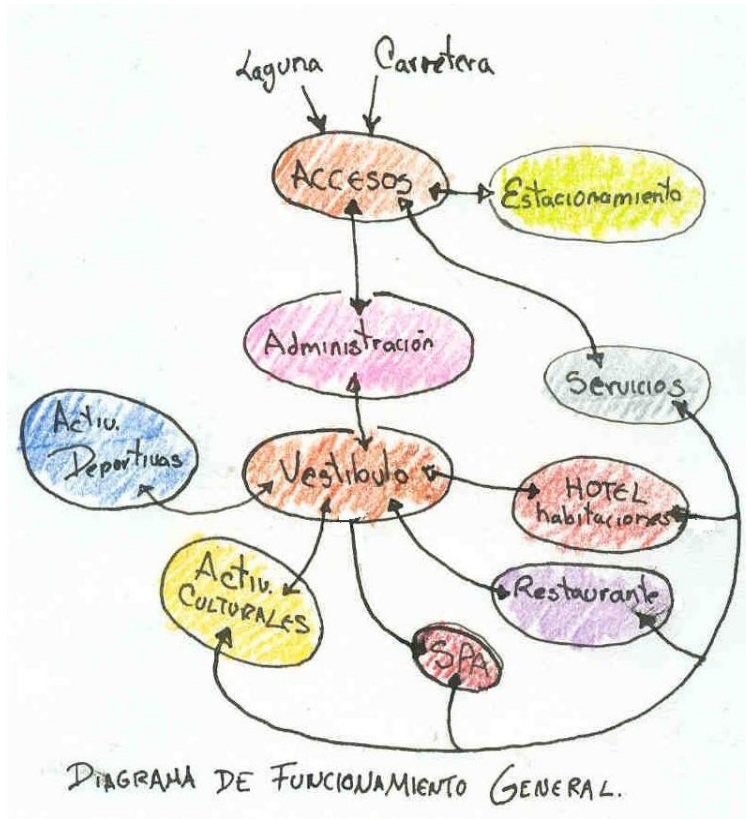 Laguna
Carretera
ACCESOS
Estacionamiento
Administración
Servicios
Activ.
Deportivas
Vestíbulo
HOTEL
habitaciones
Activ.
CULTURALES
Restaurante
SPA
DIAGRAMA DE FUNCIONAMIENTO GENERAL.